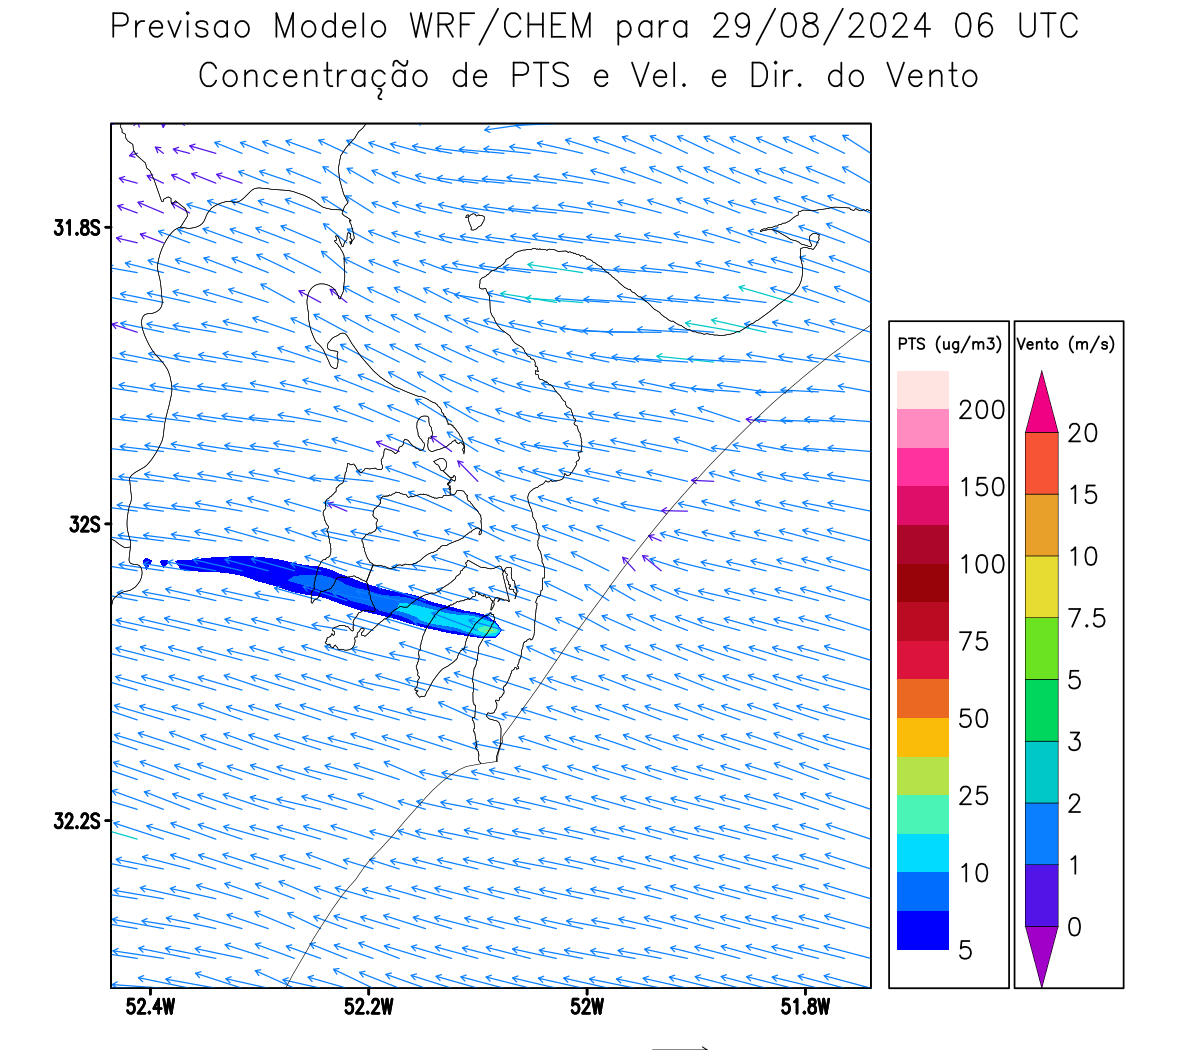 Previsao Modelo WRF/CHEM para 29/08/2024 06 UTC
Concentração de PTS e Vel. e Dir. do Vento
31.8S
32S
32.2S
52.4W
52.2W
52W
51.8W
PTS (ug/m3)
200
150
100
75
50
25
10
5
Vento (m/s)
20
15
10
7.5
5
3
2
1
0